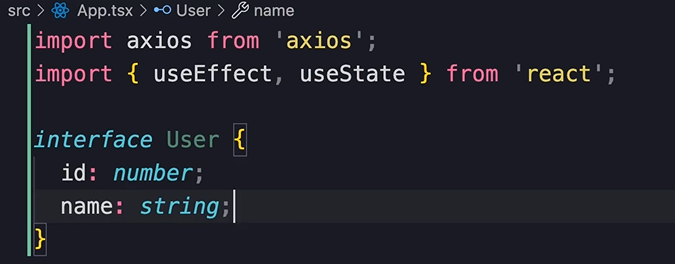 src > App.tsx > User > name
import axios from 'axios';
import { useEffect, useState } from 'react';
interface User {
id: number;
name: string;
}